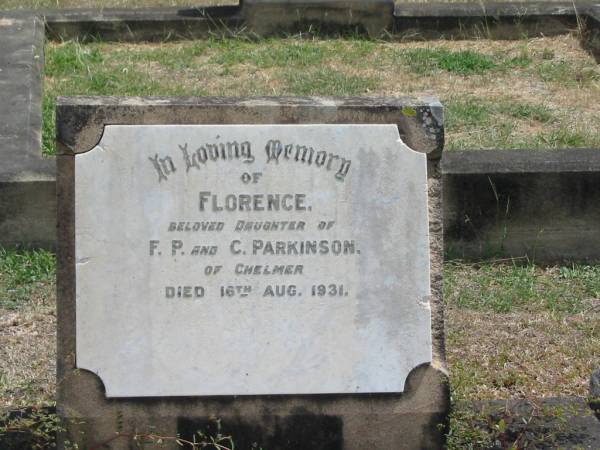 In Loving Memory
OF
FLORENCE.
BELOVED DAUGHTER OF
F. P. AND C. PARKINSON.
OF CHELMER
DIED 16TH AUG. 1931.